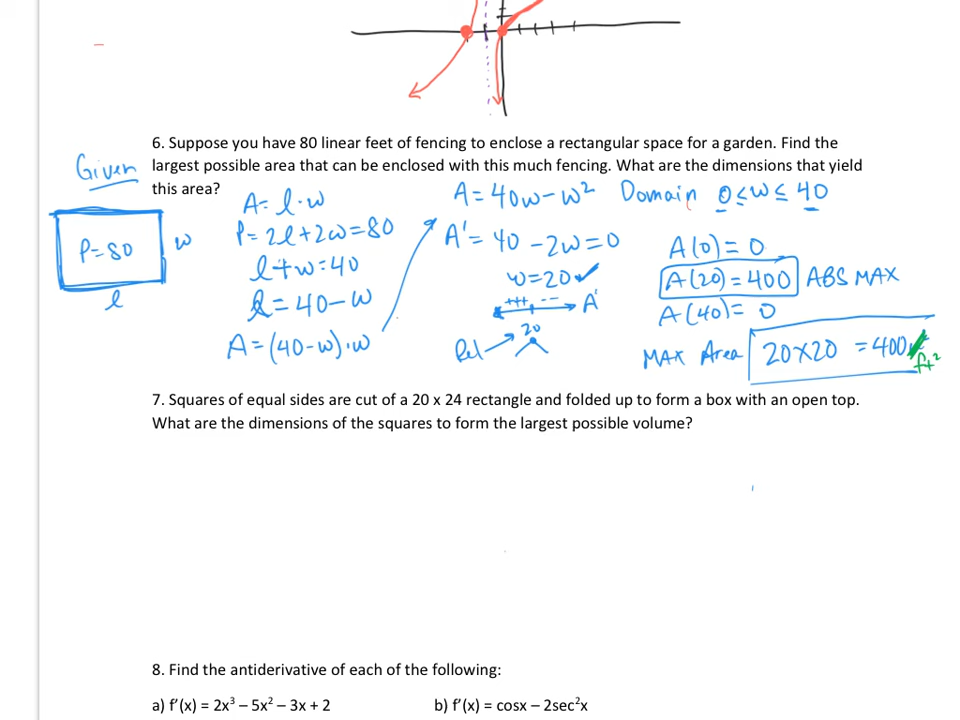 6. Suppose you have 80 linear feet of fencing to enclose a rectangular space for a garden. Find the
largest possible area that can be enclosed with this much fencing. What are the dimensions that yield
this area?
Given
P=80
w
l
A=l·w
P=2l+2w=80
l+w=40
l=40-w
A=(40-w)·w
A=40w-w²
A'=40-2w=0
w=20✓
+++ --
A'
20
Rel
Domain 0≤w≤40
A(0)=0
A(20)=400 ABS MAX
A(40)=0
MAX Area 20x20 =400 ft²
7. Squares of equal sides are cut of a 20 x 24 rectangle and folded up to form a box with an open top.
What are the dimensions of the squares to form the largest possible volume?
8. Find the antiderivative of each of the following:
a) f'(x) = 2x³ – 5x² – 3x + 2 b) f'(x) = cosx – 2sec²x